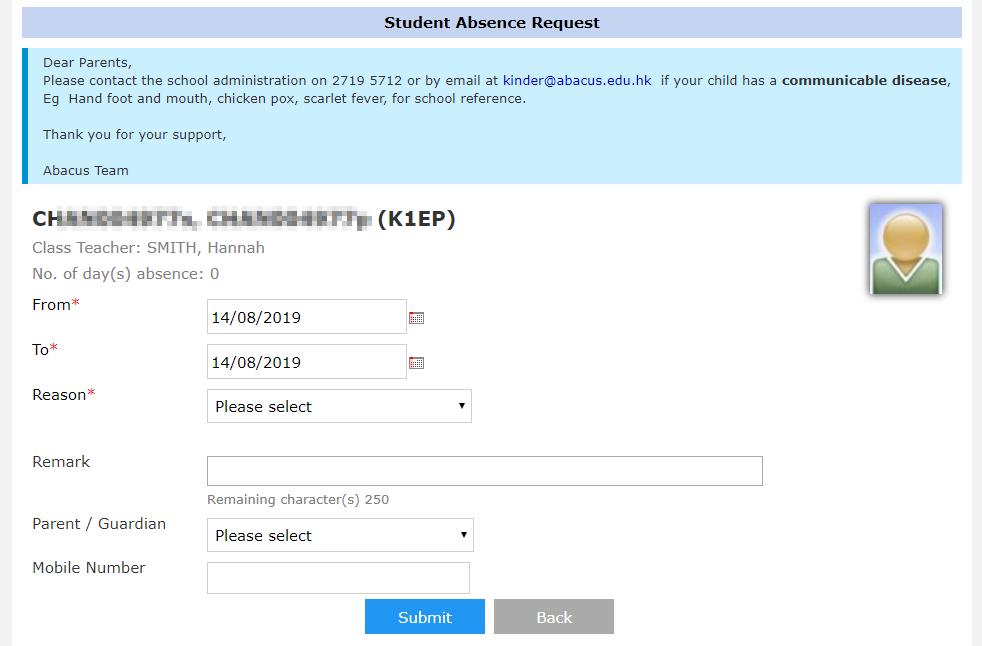 Student Absence Request
Dear Parents,
Please contact the school administration on 2719 5712 or by email at kinder@abacus.edu.hk if your child has a communicable disease,
Eg Hand foot and mouth, chicken pox, scarlet fever, for school reference.
Thank you for your support,
Abacus Team
(K1EP)
Class Teacher: SMITH, Hannah
No. of day(s) absence: 0
From*
14/08/2019
To*
14/08/2019
Reason*
Please select
Remark
Remaining character(s) 250
Parent / Guardian
Please select
Mobile Number
Submit
Back